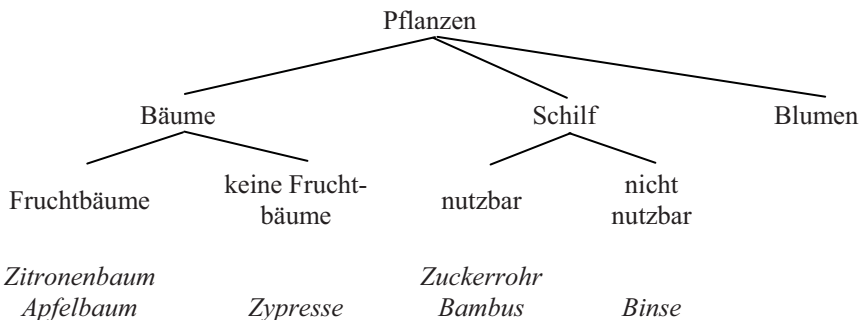 Pflanzen
Bäume Schilf Blumen
Fruchtbäume keine Frucht-
bäume nutzbar nicht
nutzbar
Zitronenbaum
Apfelbaum Zypresse Zuckerrohr
Bambus Binse